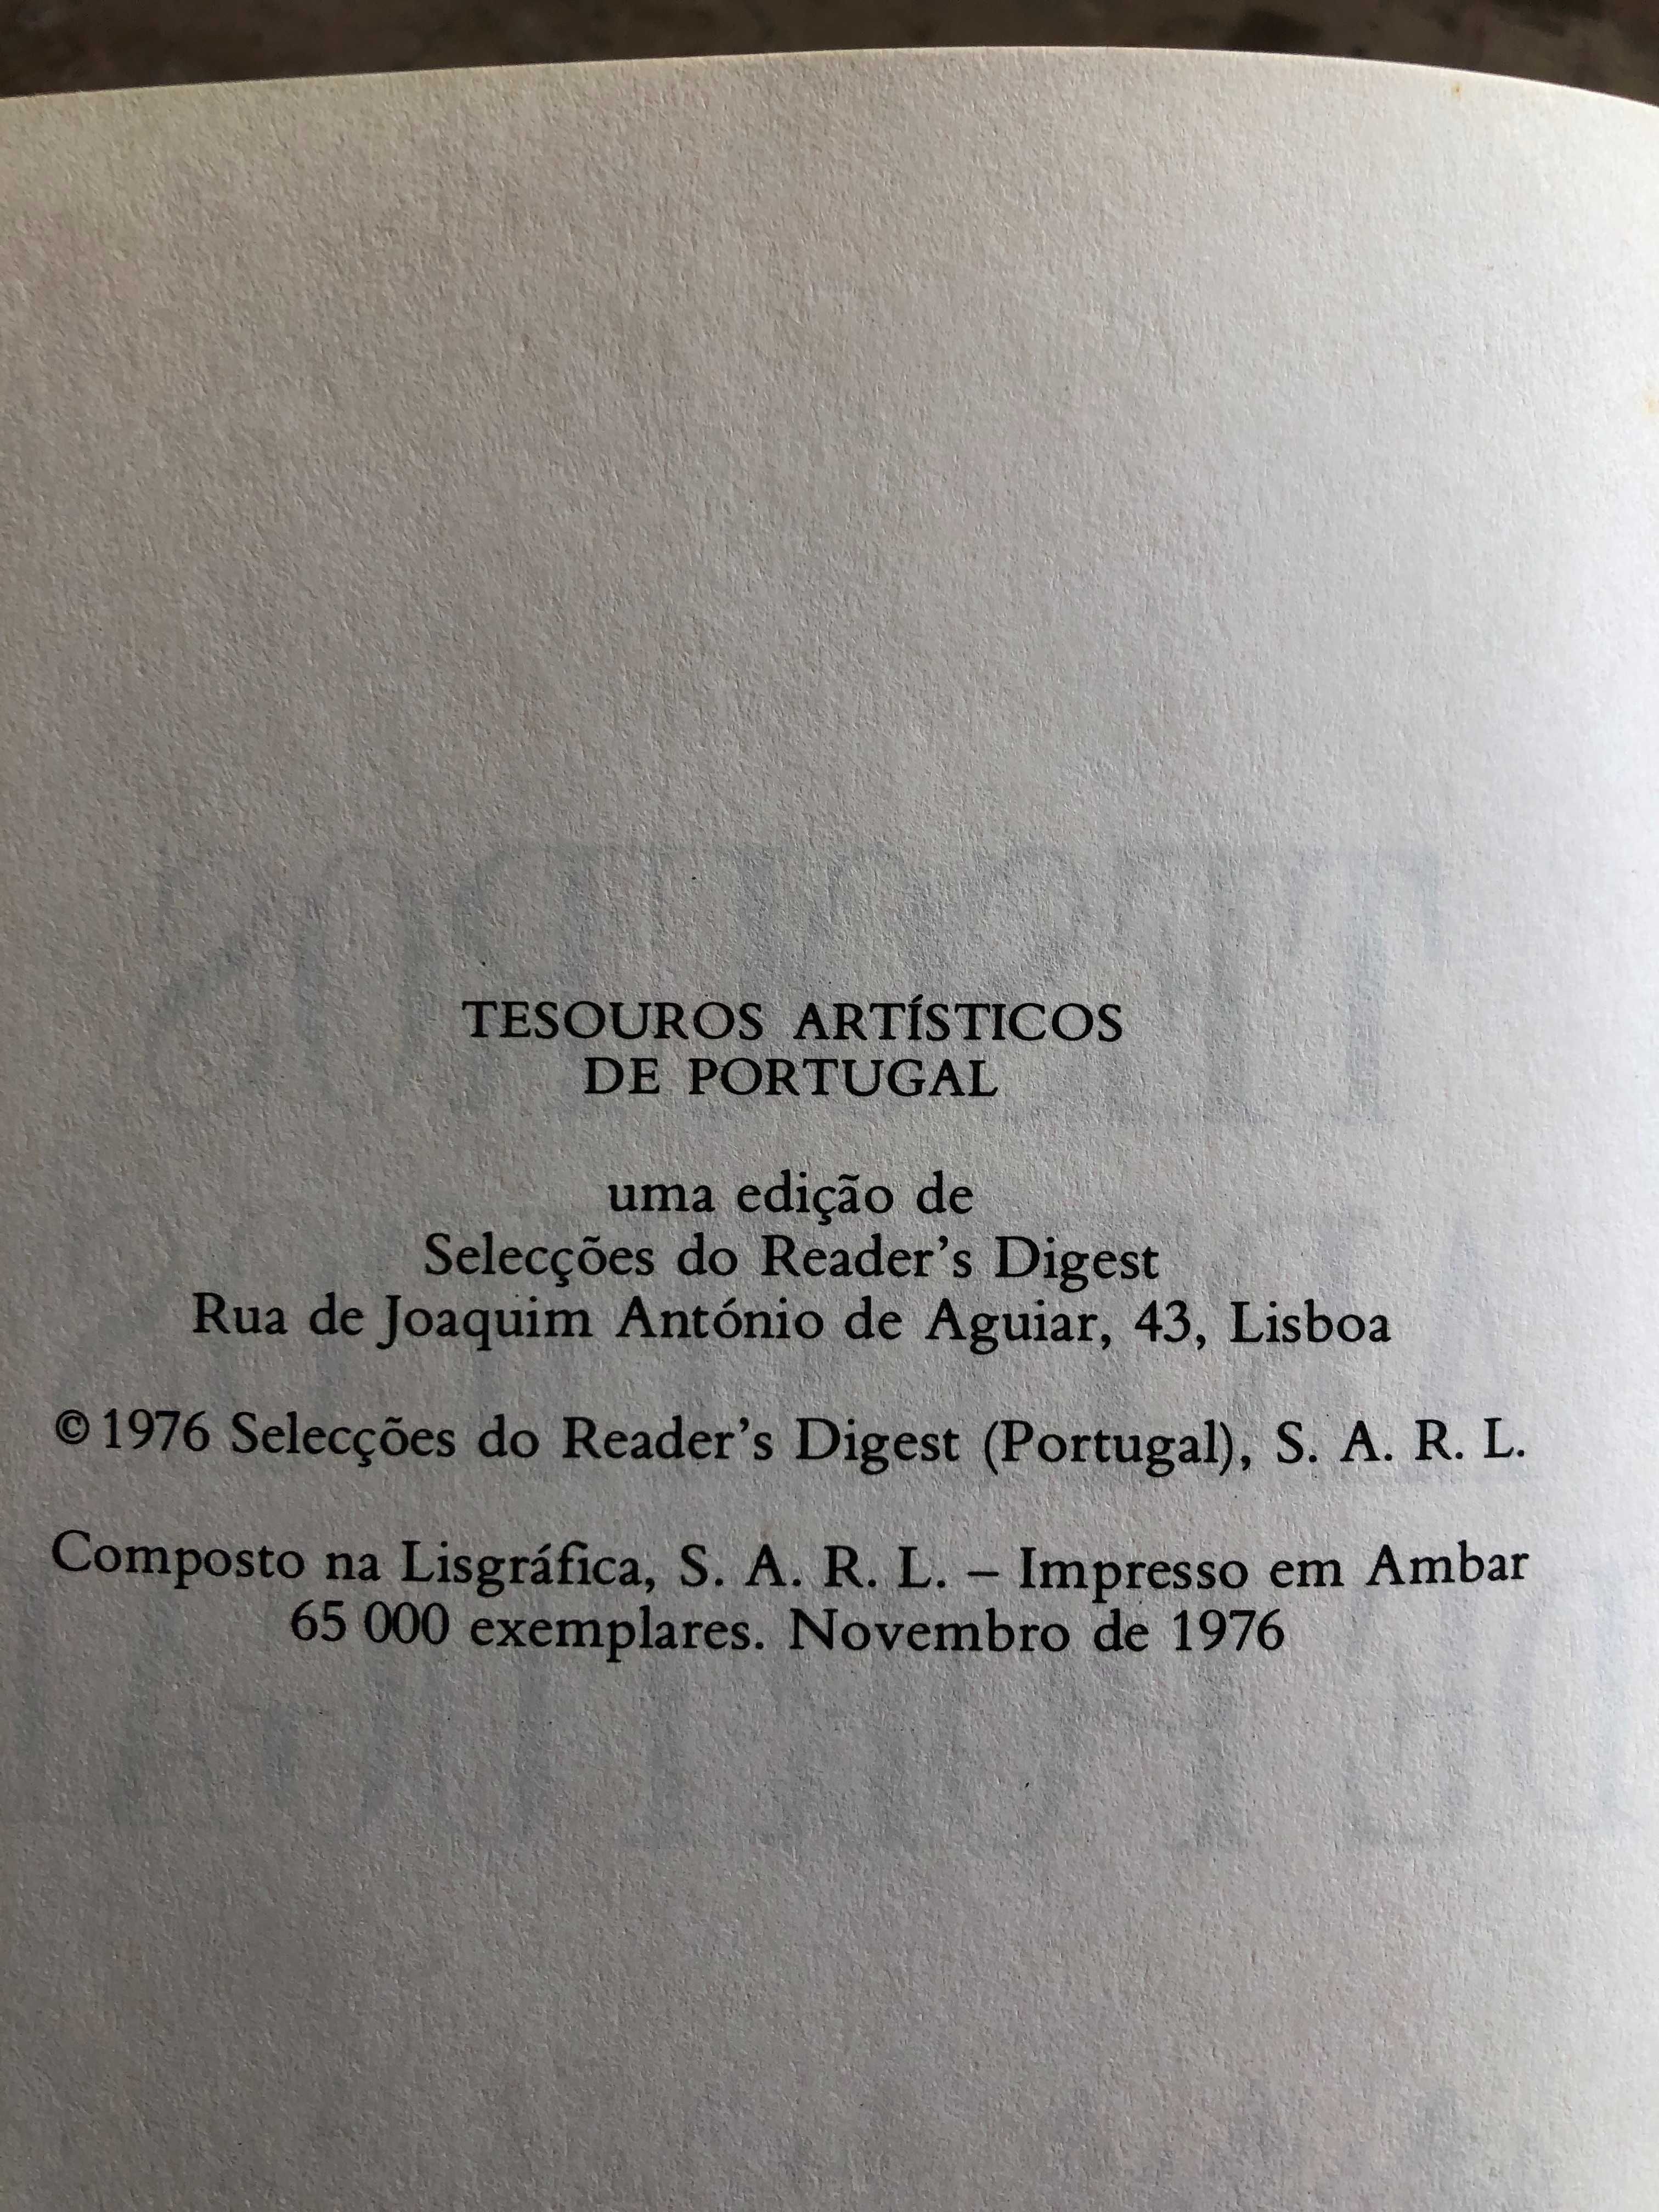 TESOUROS ARTÍSTICOS
DE PORTUGAL
uma edição de
Selecções do Reader's Digest
Rua de Joaquim António de Aguiar, 43, Lisboa
© 1976 Selecções do Reader's Digest (Portugal), S. A. R. L.
Composto na Lisgráfica, S. A. R. L. – Impresso em Ambar
65 000 exemplares. Novembro de 1976